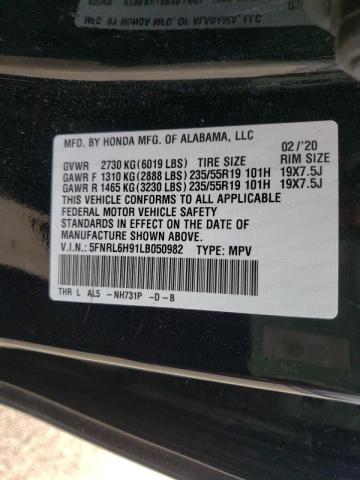 MFD. BY HONDA MFG. OF ALABAMA, LLC
02 / '20
GVWR 2730 KG (6019 LBS) TIRE SIZE RIM SIZE
GAWR F 1310 KG (2888 LBS) 235/55R19 101H 19X7.5J
GAWR R 1465 KG (3230 LBS) 235/55R19 101H 19X7.5J
THIS VEHICLE CONFORMS TO ALL APPLICABLE
FEDERAL MOTOR VEHICLE SAFETY
STANDARDS IN EFFECT ON THE DATE OF
MANUFACTURE SHOWN ABOVE.
V.I.N.: 5FNRL6H91LB050982 TYPE: MPV
THR L AL5 -NH731P -D-B